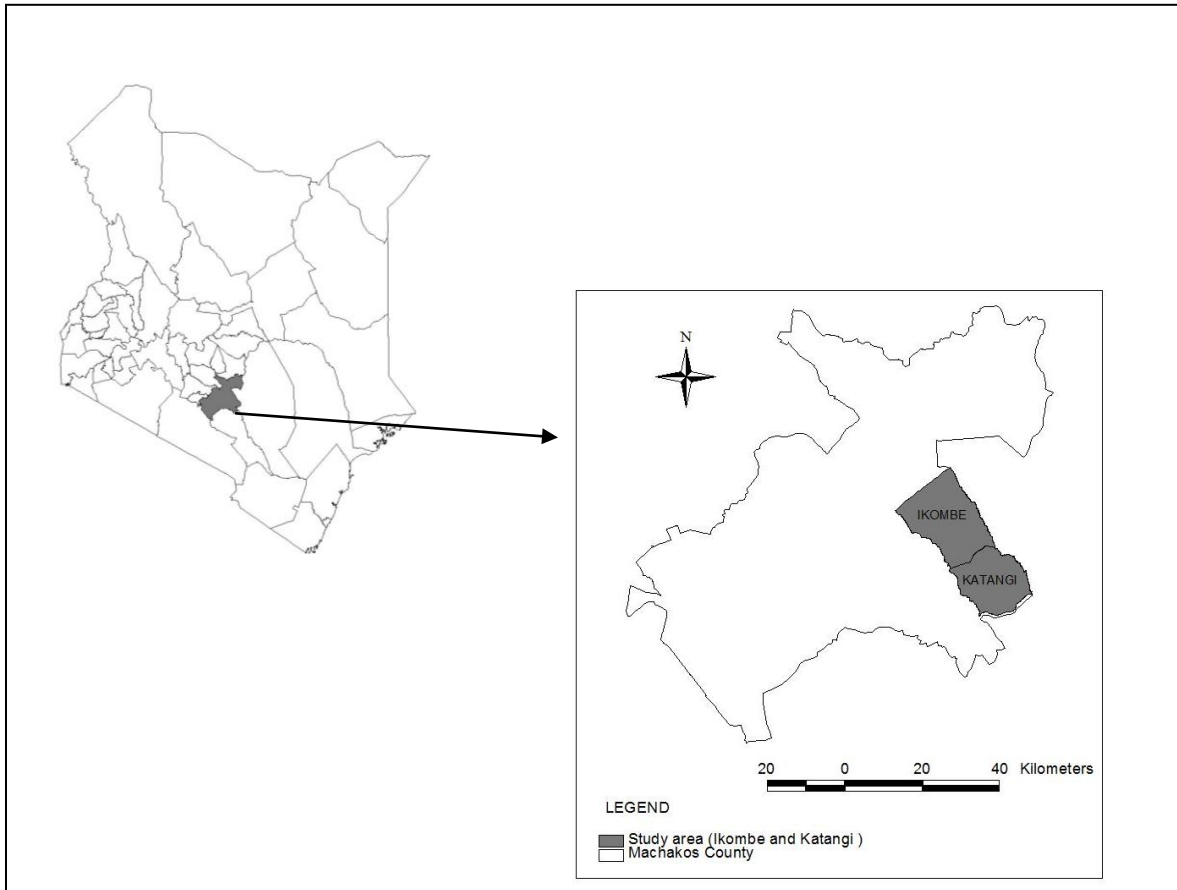 N
IKOMBE
KATANGI
20 0 20 40 Kilometers
LEGEND
Study area (Ikombe and Katangi )
Machakos County